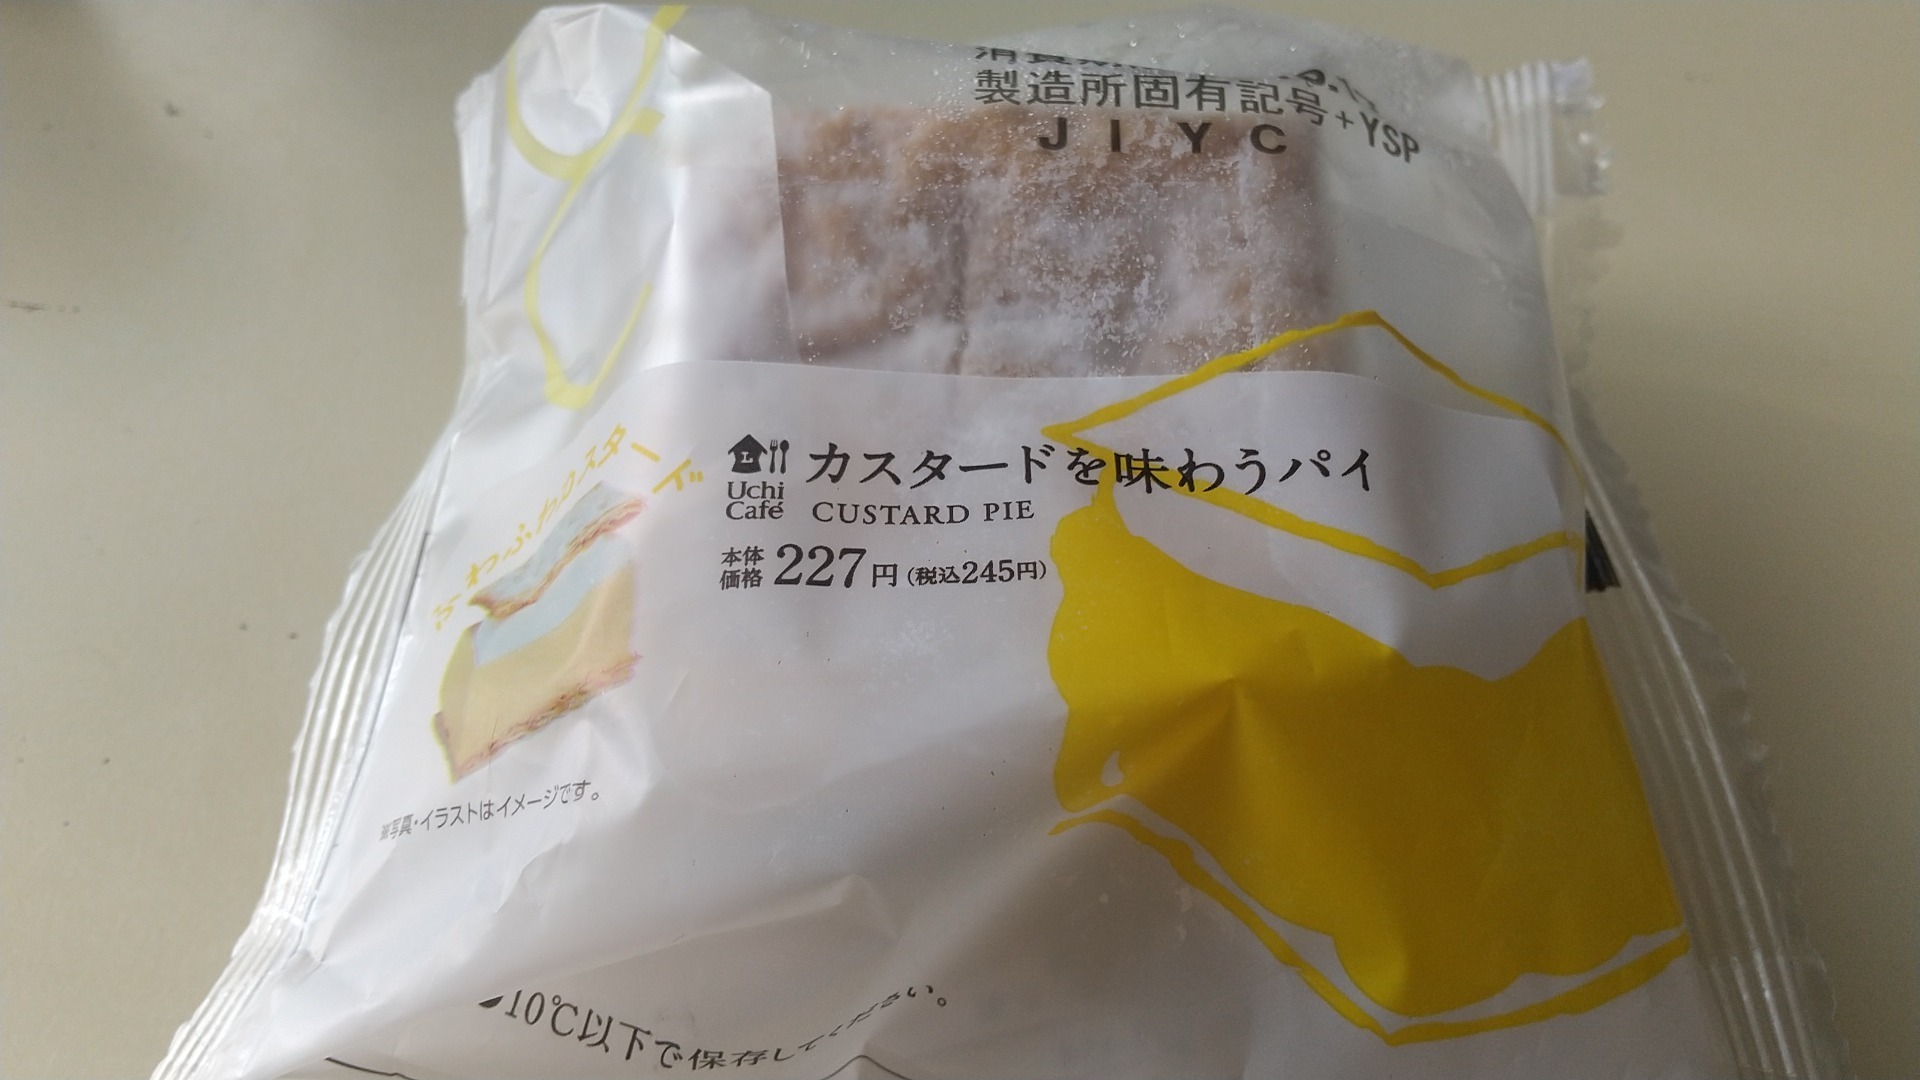 製造所固有記号+YSP
JIYC
ふわふわカスタード
Uchi
Café
カスタードを味わうパイ
CUSTARD PIE
本体
価格 227円(税込245円)
※写真・イラストはイメージです。
●10℃以下で保存してください。